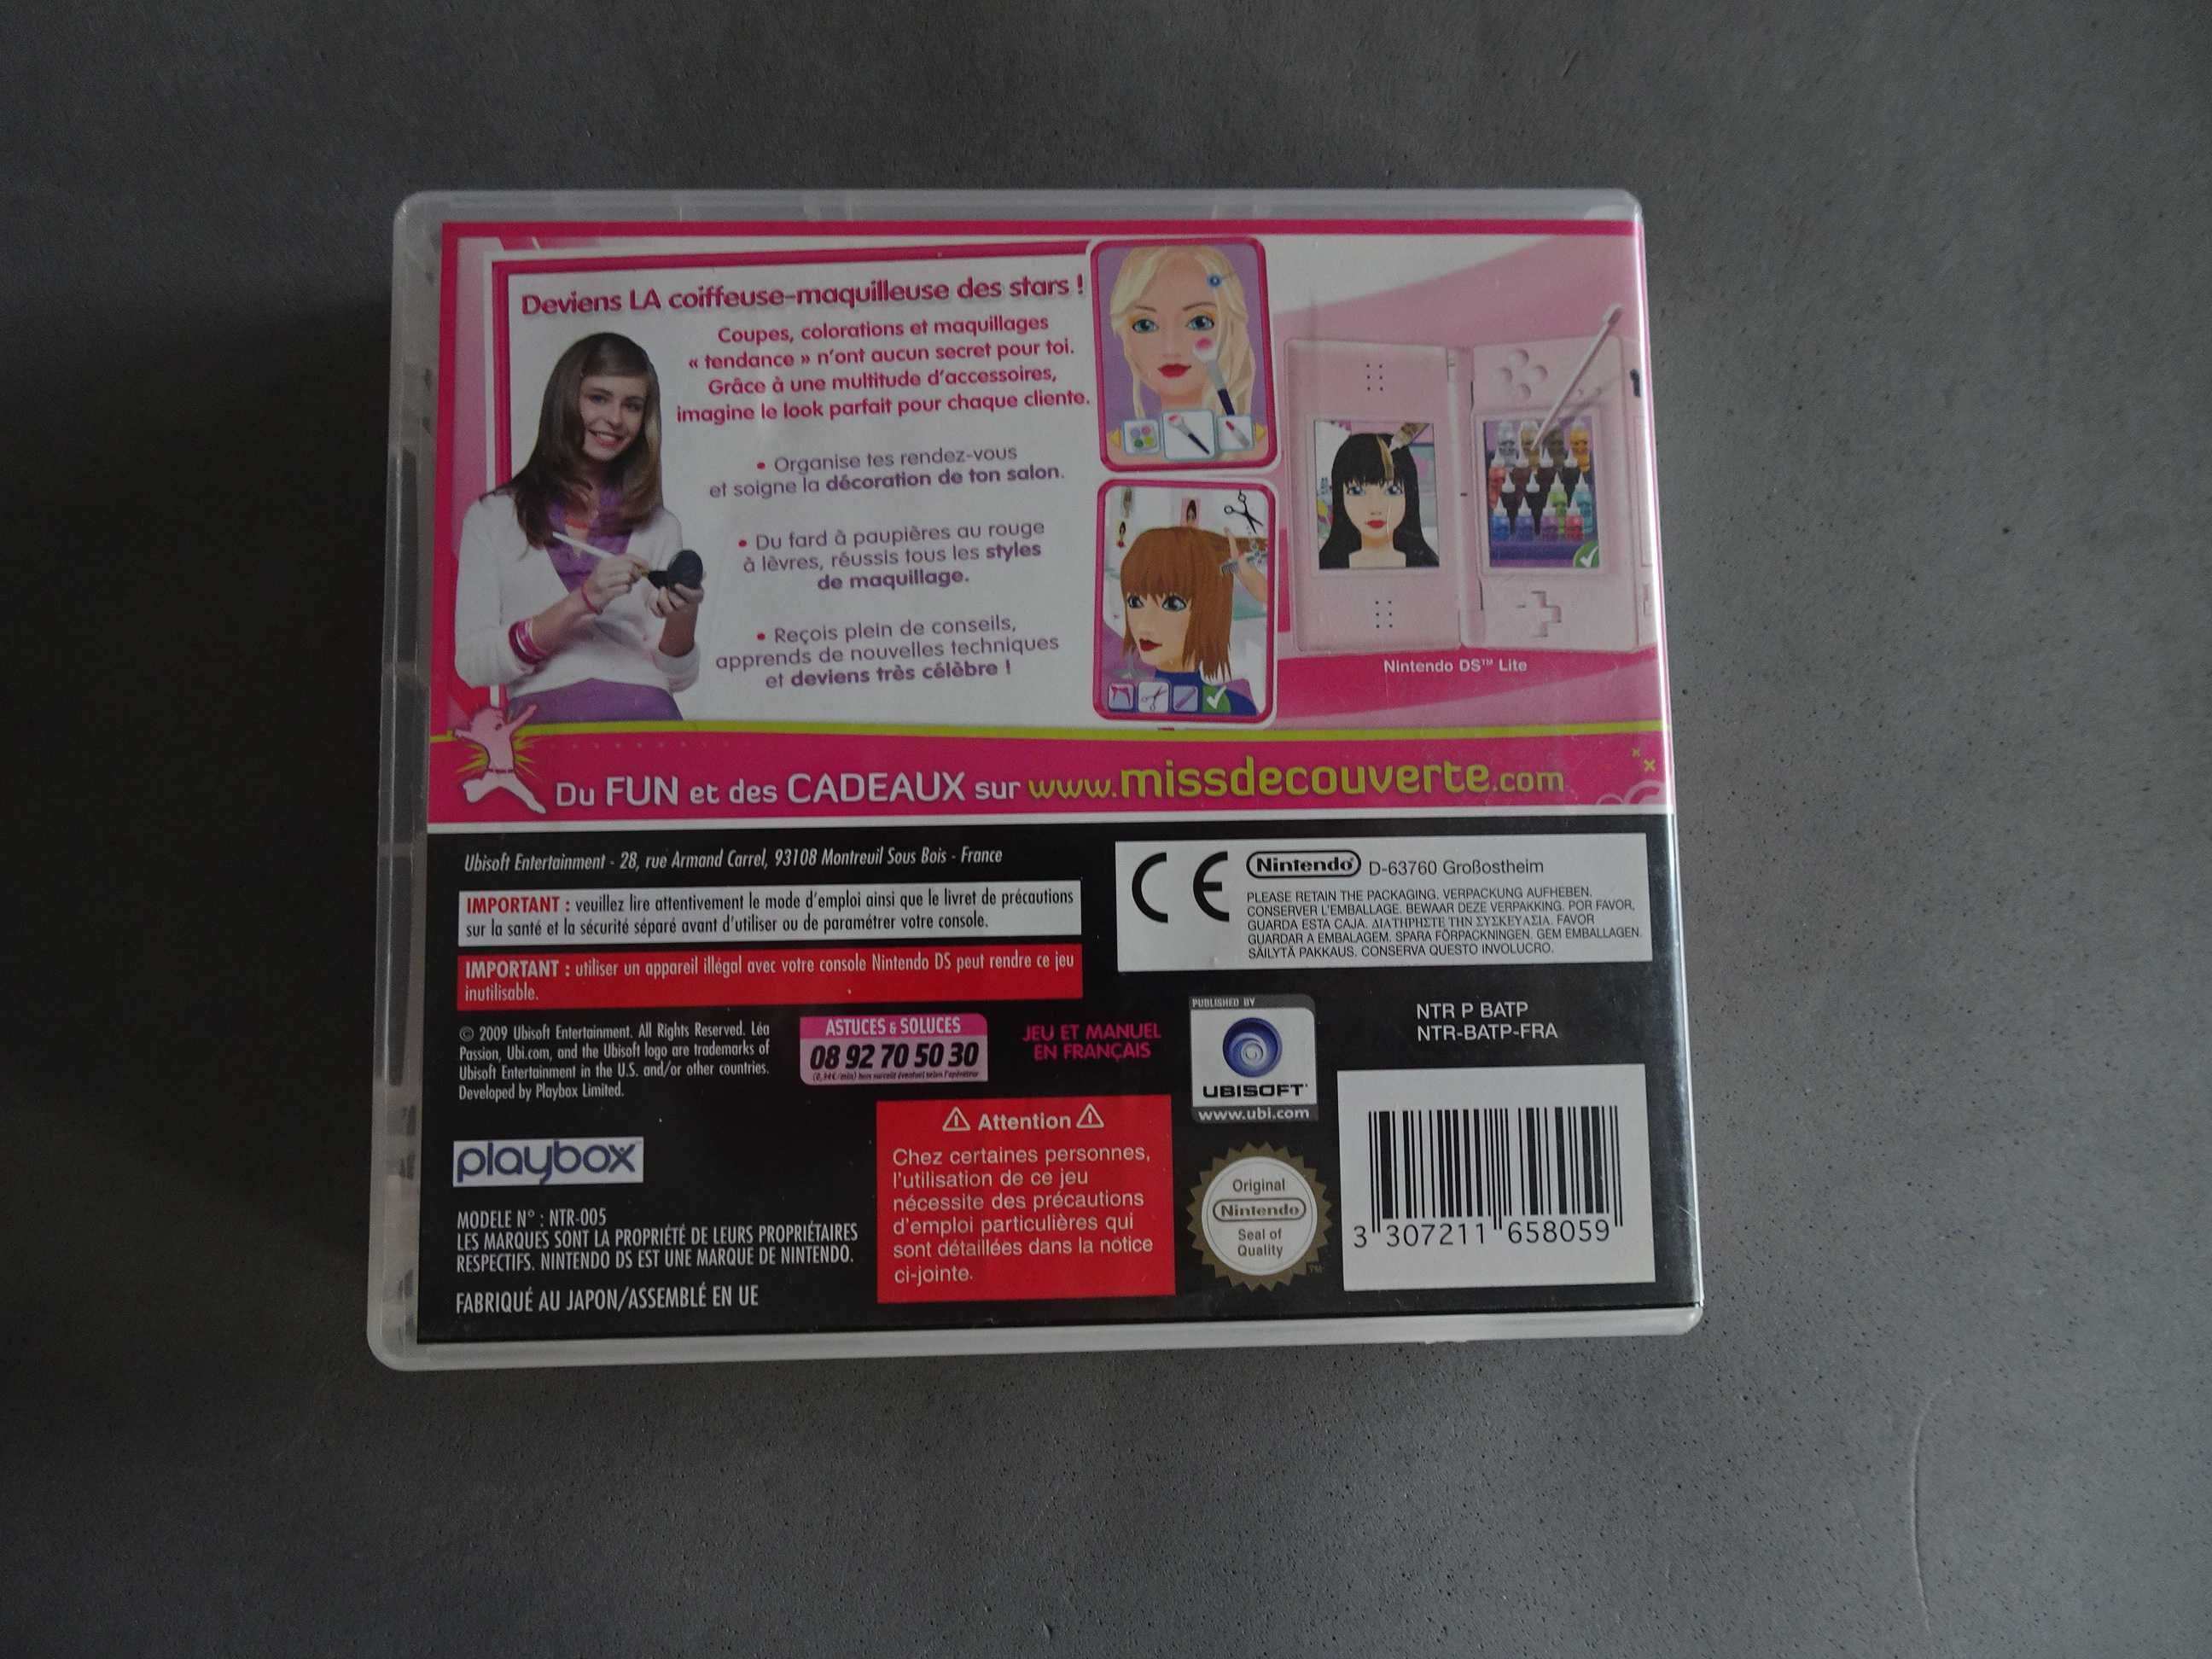 Deviens LA coiffeuse-maquilleuse des stars !
Coupes, colorations et maquillages
« tendance » n'ont aucun secret pour toi.
Grâce à une multitude d'accessoires,
imagine le look parfait pour chaque cliente.
• Organise tes rendez-vous
et soigne la décoration de ton salon.
• Du fard à paupières au rouge
à lèvres, réussis tous les styles
de maquillage.
• Reçois plein de conseils,
apprends de nouvelles techniques
et deviens très célèbre !
Nintendo DS™ Lite
Du FUN et des CADEAUX sur www.missdecouverte.com
Ubisoft Entertainment - 28, rue Armand Carrel, 93108 Montreuil Sous Bois - France
IMPORTANT : veuillez lire attentivement le mode d'emploi ainsi que le livret de précautions
sur la santé et la sécurité séparé avant d'utiliser ou de paramétrer votre console.
IMPORTANT : utiliser un appareil illégal avec votre console Nintendo DS peut rendre ce jeu
inutilisable.
CE
Nintendo D-63760 Großostheim
PLEASE RETAIN THE PACKAGING. VERPACKUNG AUFHEBEN.
CONSERVER L'EMBALLAGE. BEWAAR DEZE VERPAKKING. POR FAVOR,
GUARDA ESTA CAJA. ΔΙΑΤΗΡΗΣΤΕ ΤΗΝ ΣΥΣΚΕΥΑΣΙΑ. FAVOR
GUARDAR A EMBALAGEM. SPARA FÖRPACKNINGEN. GEM EMBALLAGEN.
SÄILYTÄ PAKKAUS. CONSERVA QUESTO INVOLUCRO.
© 2009 Ubisoft Entertainment. All Rights Reserved. Léa
Passion, Ubi.com, and the Ubisoft logo are trademarks of
Ubisoft Entertainment in the U.S. and/or other countries.
Developed by Playbox Limited.
ASTUCES & SOLUCES
08 92 70 50 30
(0,34€/min) hors surcoût éventuel selon l'opérateur
JEU ET MANUEL
EN FRANÇAIS
PUBLISHED BY
UBISOFT
www.ubi.com
NTR P BATP
NTR-BATP-FRA
playbox
MODELE N° : NTR-005
LES MARQUES SONT LA PROPRIÉTÉ DE LEURS PROPRIÉTAIRES
RESPECTIFS. NINTENDO DS EST UNE MARQUE DE NINTENDO.
FABRIQUÉ AU JAPON/ASSEMBLÉ EN UE
Attention
Chez certaines personnes,
l'utilisation de ce jeu
nécessite des précautions
d'emploi particulières qui
sont détaillées dans la notice
ci-jointe.
Original
Nintendo
Seal of
Quality
TM
3 307211 658059